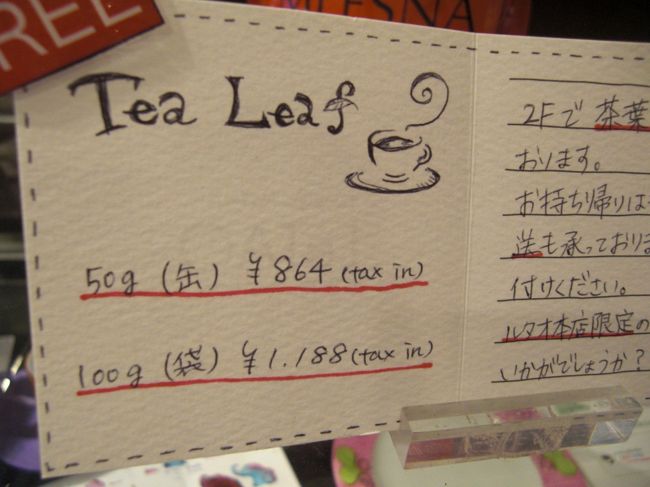 REE
Tea Leaf
50g (缶) ¥864 (tax in)
100g (袋) ¥1.188 (tax in)
2Fで 茶葉
おります。
お持ち帰りは
送も承っておりま
付けください。
ルタオ本店限定の
いかがでしょうか?